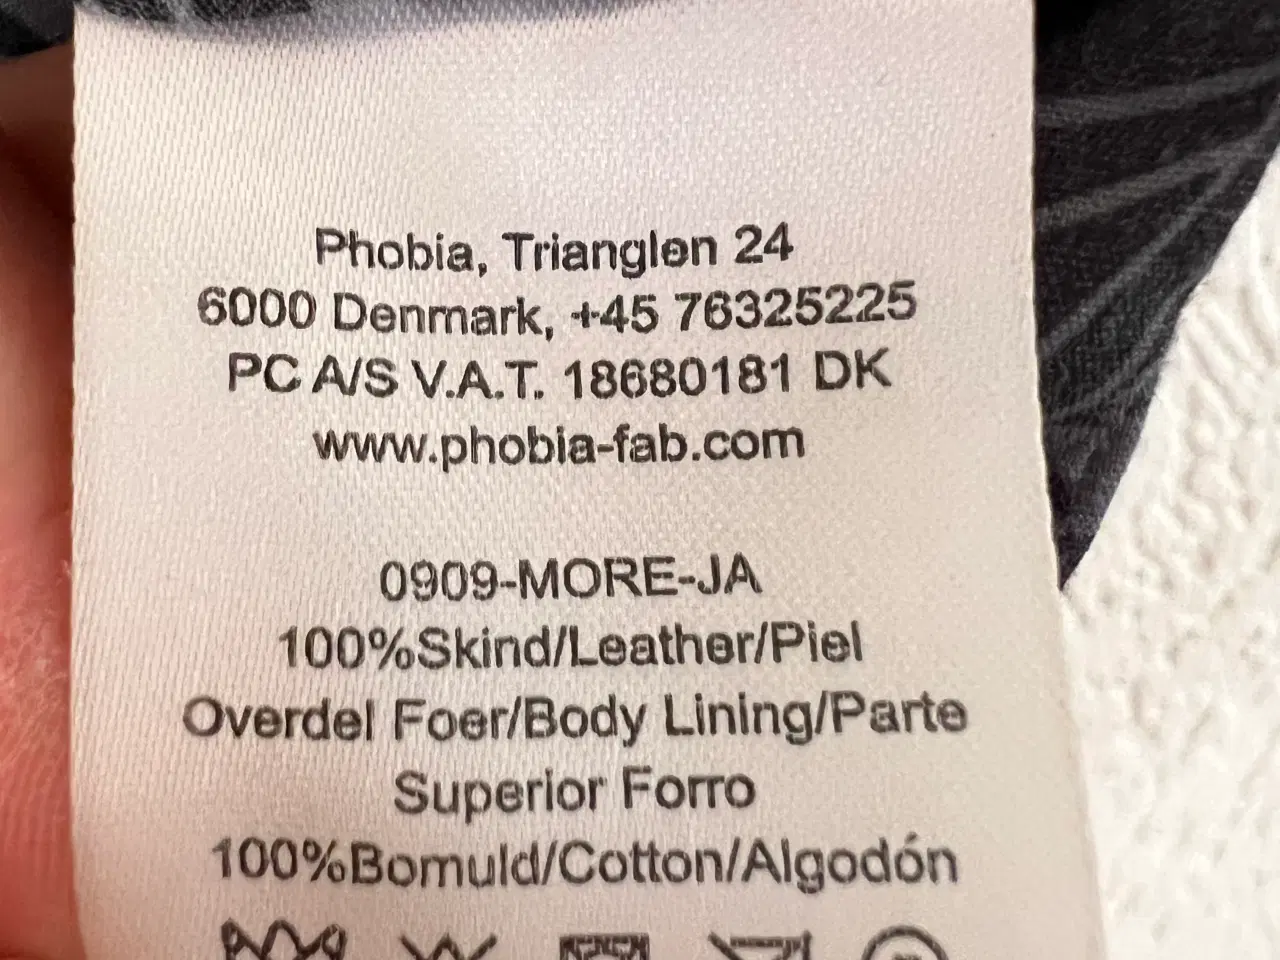 Phobia, Trianglen 24
6000 Denmark, +45 76325225
PC A/S V.A.T. 18680181 DK
www.phobia-fab.com
0909-MORE-JA
100%Skind/Leather/Piel
Overdel Foer/Body Lining/Parte
Superior Forro
100%Bomuld/Cotton/Algodón